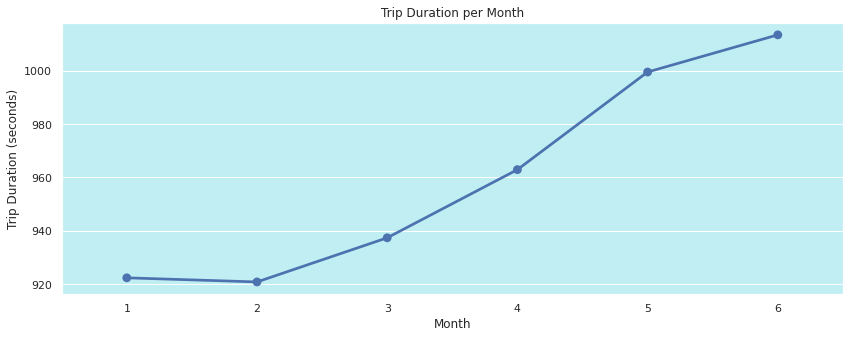 Trip Duration per Month
Trip Duration (seconds)
1000
980
960
940
920
1 2 3 4 5 6
Month